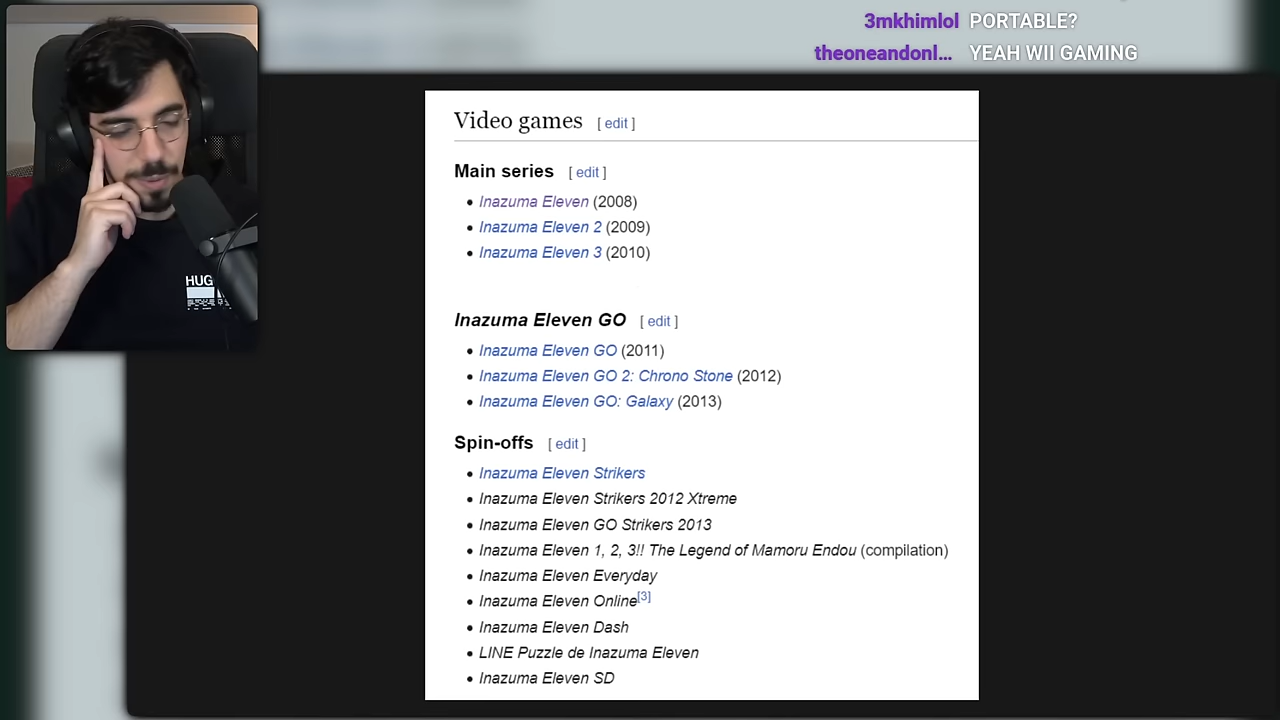 3mkhimlol PORTABLE?
theoneandonl... YEAH WII GAMING
HUG
Video games [ edit ]
Main series [ edit ]
• Inazuma Eleven (2008)
• Inazuma Eleven 2 (2009)
• Inazuma Eleven 3 (2010)
Inazuma Eleven GO [ edit ]
• Inazuma Eleven GO (2011)
• Inazuma Eleven GO 2: Chrono Stone (2012)
• Inazuma Eleven GO: Galaxy (2013)
Spin-offs [ edit ]
• Inazuma Eleven Strikers
• Inazuma Eleven Strikers 2012 Xtreme
• Inazuma Eleven GO Strikers 2013
• Inazuma Eleven 1, 2, 3!! The Legend of Mamoru Endou (compilation)
• Inazuma Eleven Everyday
• Inazuma Eleven Online[3]
• Inazuma Eleven Dash
• LINE Puzzle de Inazuma Eleven
• Inazuma Eleven SD